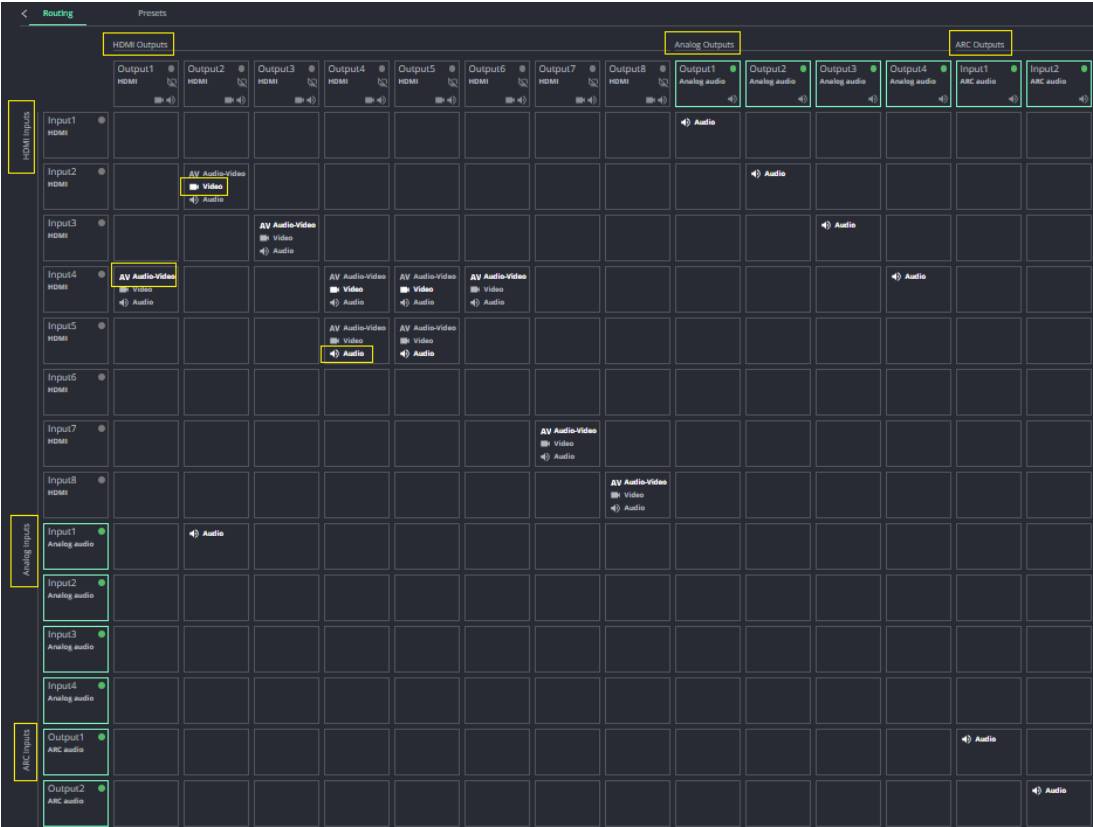 Routing Presets
HDMI Outputs Analog Outputs ARC Outputs
Output1 Output2 Output3 Output4 Output5 Output6 Output7 Output8 Output1 Output2 Output3 Output4 Input1 Input2
HDMI HDMI HDMI HDMI HDMI HDMI HDMI HDMI Analog audio Analog audio Analog audio Analog audio ARC audio ARC audio
HDMI Inputs
Input1 Audio
HDMI
Input2 AV Audio-Video Audio
HDMI Video
Audio
Input3 AV Audio-Video Audio
HDMI Video
Audio
Input4 AV Audio-Video AV Audio-Video AV Audio-Video AV Audio-Video Audio
HDMI Video Video Video Video
Audio Audio Audio Audio
Input5 AV Audio-Video AV Audio-Video
HDMI Video Video
Audio Audio
Input6
HDMI
Input7 AV Audio-Video
HDMI Video
Audio
Input8 AV Audio-Video
HDMI Video
Audio
Analog Inputs
Input1 Audio
Analog audio
Input2
Analog audio
Input3
Analog audio
Input4
Analog audio
ARC Inputs
Output1 Audio
ARC audio
Output2 Audio
ARC audio